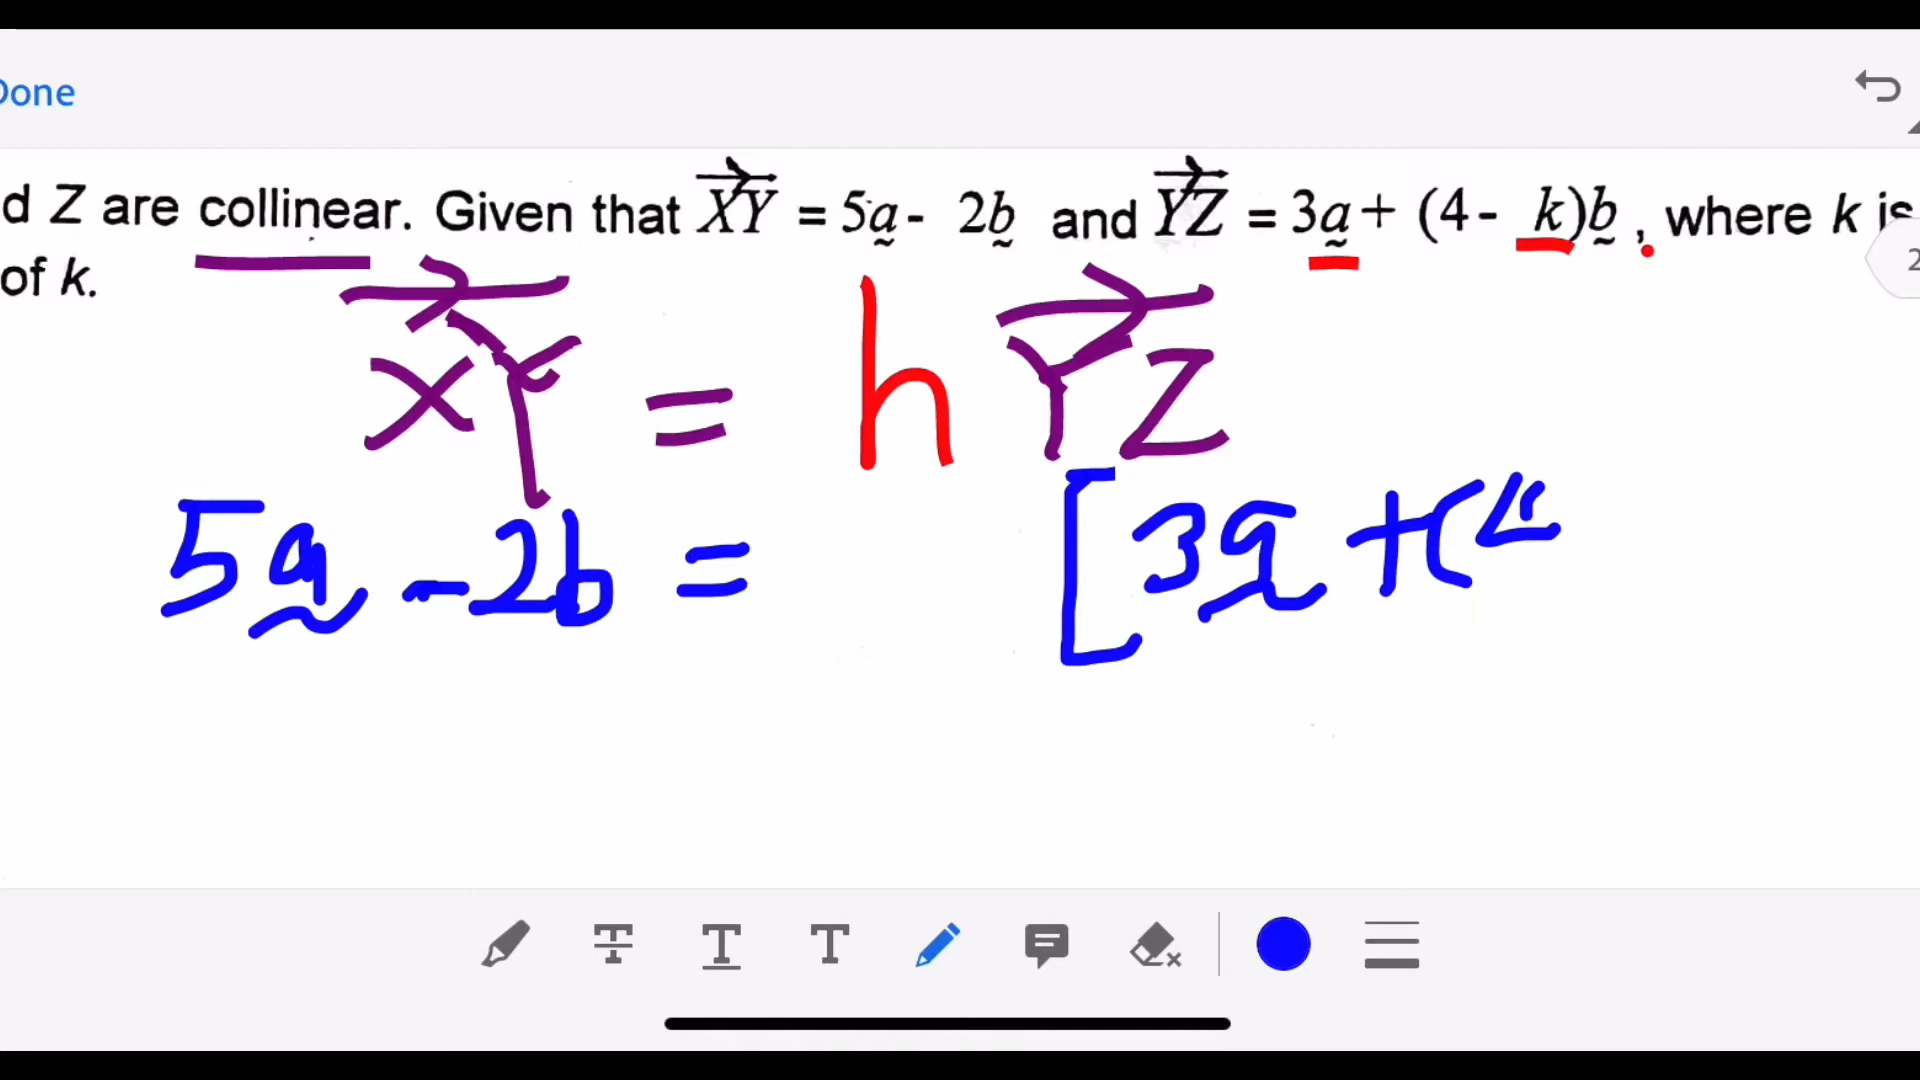 Done
d Z are collinear. Given that XY = 5a - 2b and YZ = 3a + (4 - k)b , where k is
of k.
2
XY = h YZ
5a - 2b = [3a + (4